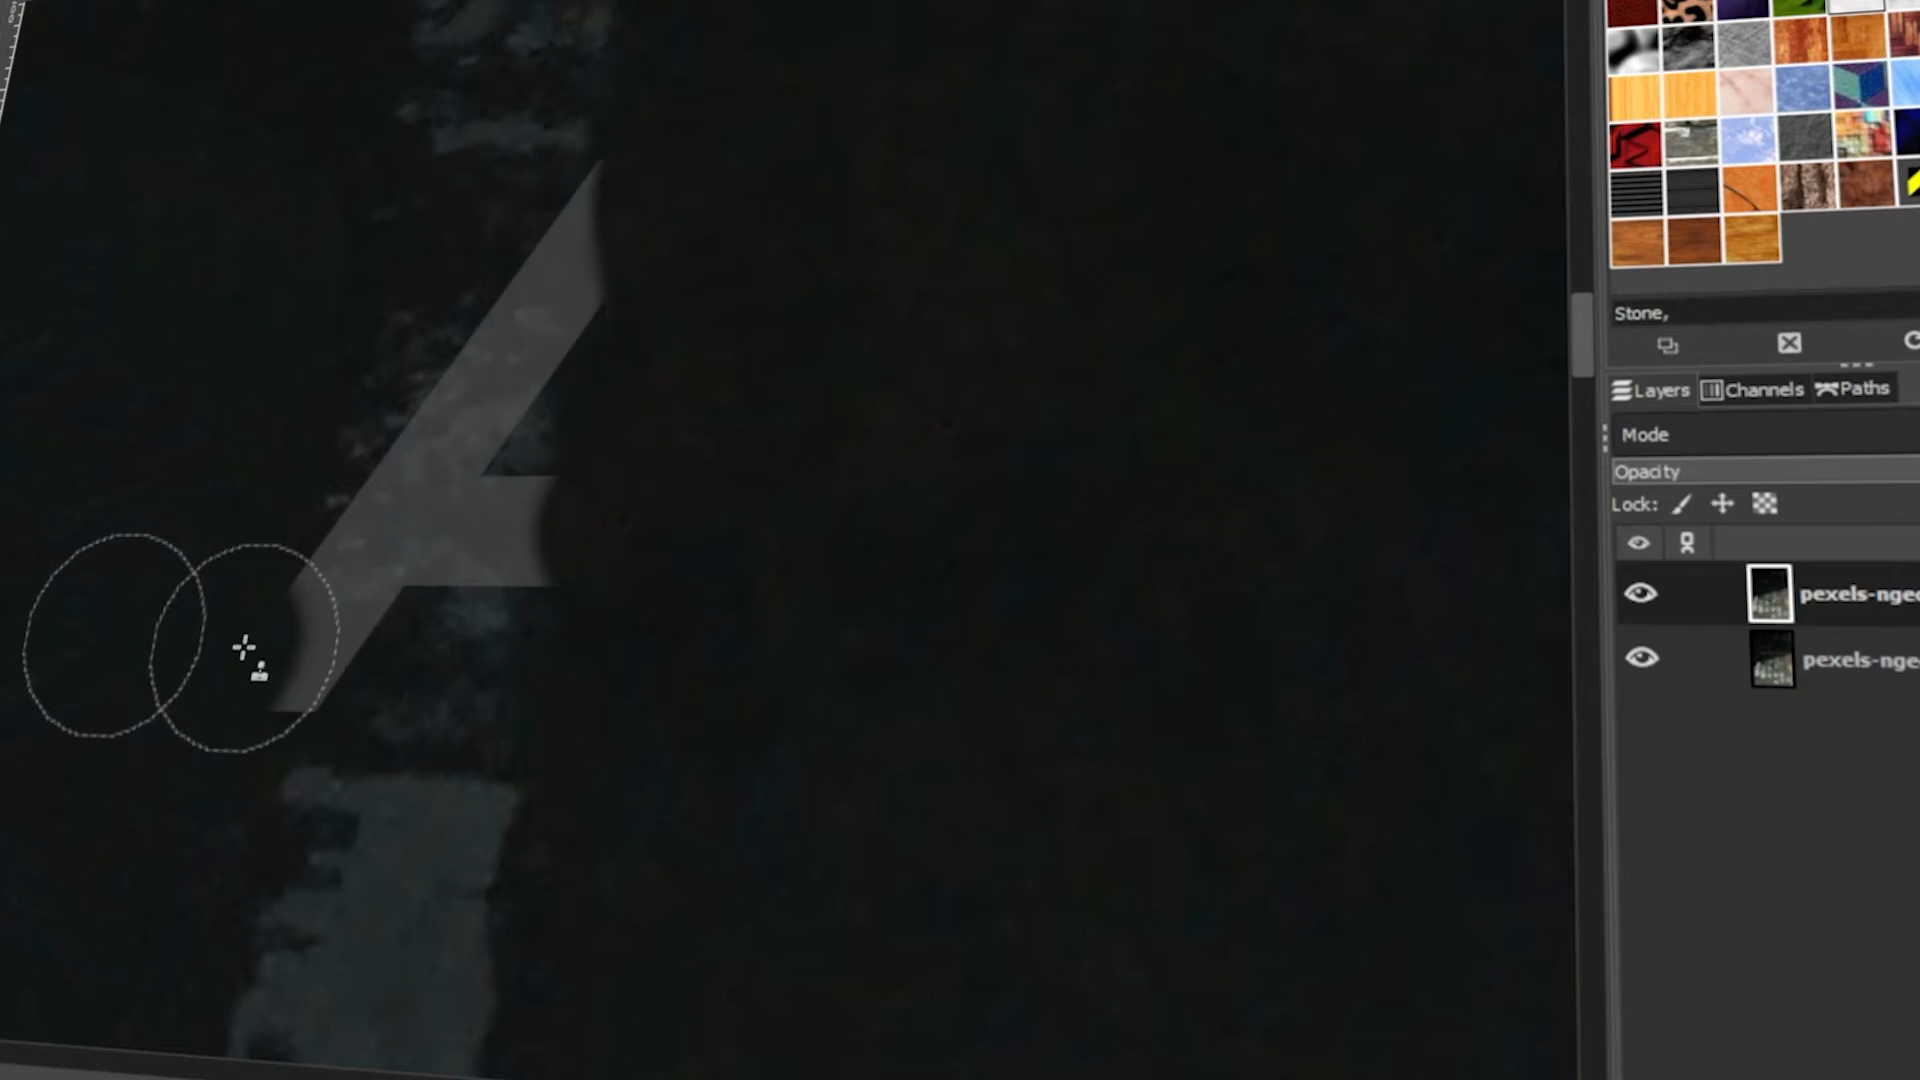 Stone,
Layers Channels Paths
Mode
Opacity
Lock:
pexels-nge
pexels-nge